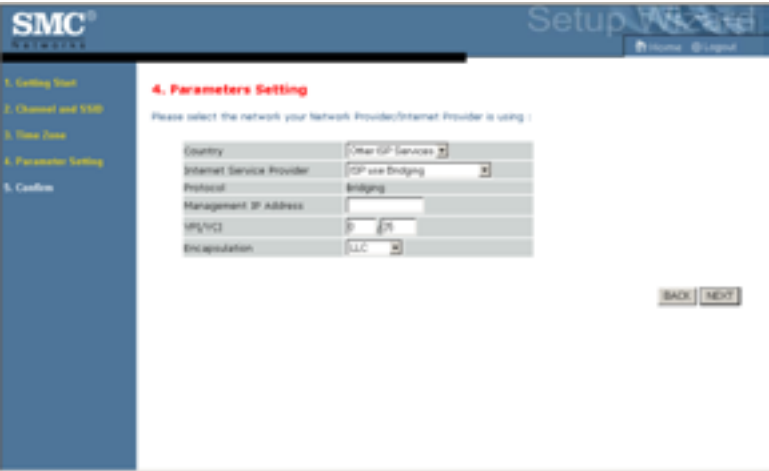 SMC®
Networks
Setup Wizard
Home Logout
1. Getting Start
2. Channel and SSID
3. Time Zone
4. Parameter Setting
5. Confirm
4. Parameters Setting
Please select the network your Network Provider/Internet Provider is using :
Country Other ISP Services
Internet Service Provider ISP use Bridging
Protocol Bridging
Management IP Address
VPI/VCI 0 /35
Encapsulation LLC
BACK NEXT